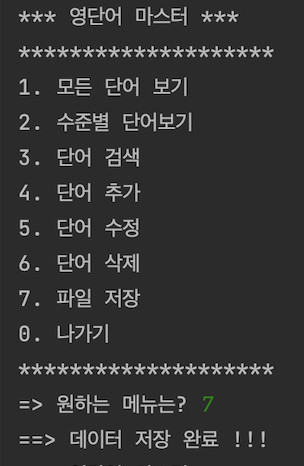 *** 영단어 마스터 ***
********************
1. 모든 단어 보기
2. 수준별 단어보기
3. 단어 검색
4. 단어 추가
5. 단어 수정
6. 단어 삭제
7. 파일 저장
0. 나가기
********************
=> 원하는 메뉴는? 7
==> 데이터 저장 완료 !!!